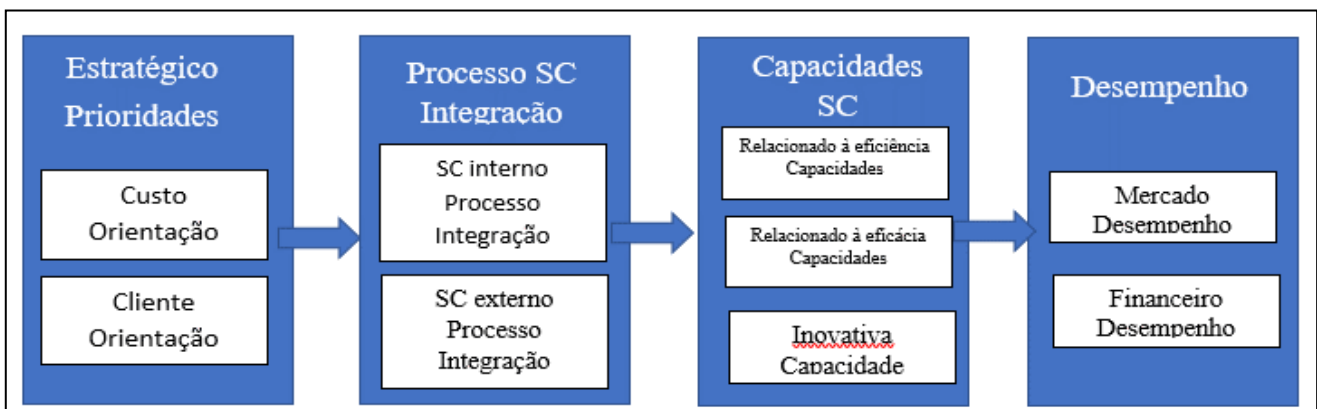 Estratégico
Prioridades
Custo
Orientação
Cliente
Orientação
Processo SC
Integração
SC interno
Processo
Integração
SC externo
Processo
Integração
Capacidades
SC
Relacionado à eficiência
Capacidades
Relacionado à eficácia
Capacidades
Inovativa
Capacidade
Desempenho
Mercado
Desempenho
Financeiro
Desempenho